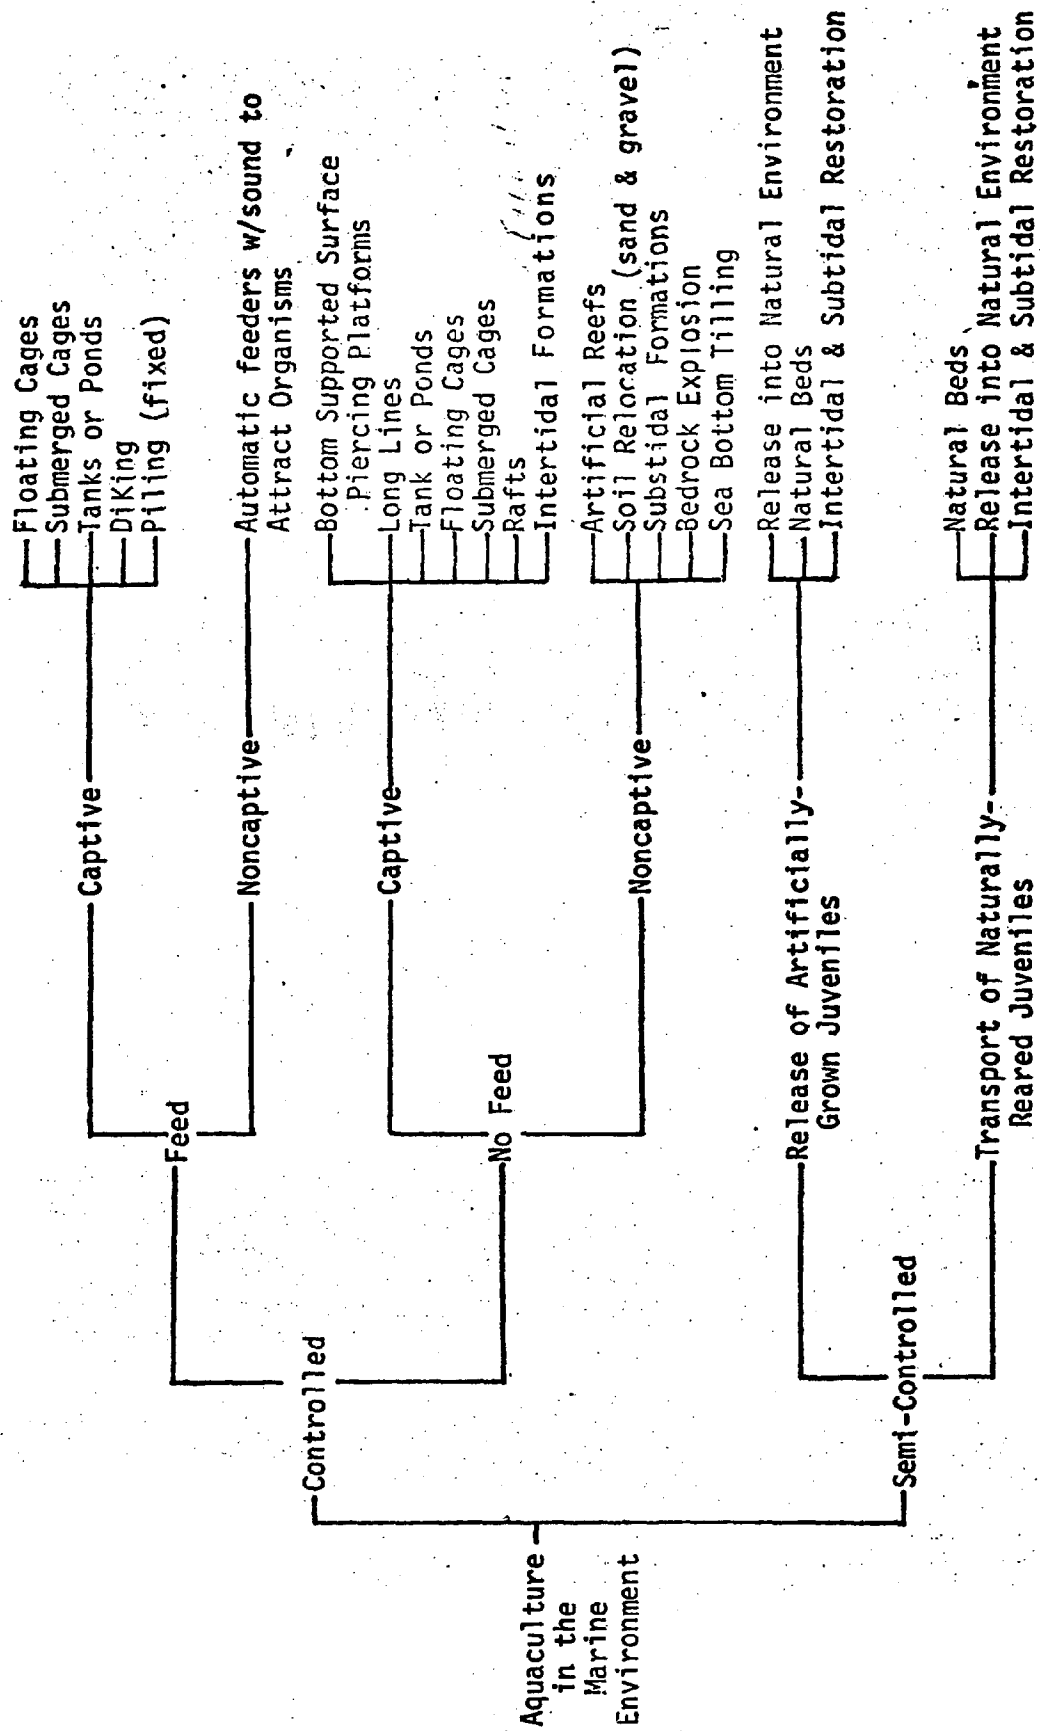 Aquaculture
in the
Marine
Environment
Controlled
Feed
Captive
Floating Cages
Submerged Cages
Tanks or Ponds
DiKing
Piling (fixed)
Noncaptive
Automatic feeders w/sound to
Attract Organisms
No Feed
Captive
Bottom Supported Surface
Piercing Platforms
Long Lines
Tank or Ponds
Floating Cages
Submerged Cages
Rafts
Intertidal Formations
Noncaptive
Artificial Reefs
Soil Reloration (sand & gravel)
Substidal Formations
Bedrock Explosion
Sea Bottom Tilling
Semi-Controlled
Release of Artificially
Grown Juveniles
Release into Natural Environment
Natural Beds
Intertidal & Subtidal Restoration
Transport of Naturally
Reared Juveniles
Natural Beds
Release into Natural Environment
Intertidal & Subtidal Restoration